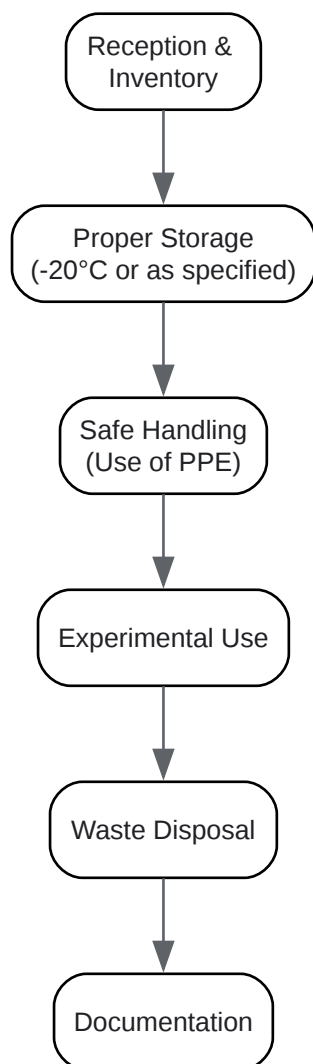 Reception &
Inventory
Proper Storage
(-20°C or as specified)
Safe Handling
(Use of PPE)
Experimental Use
Waste Disposal
Documentation